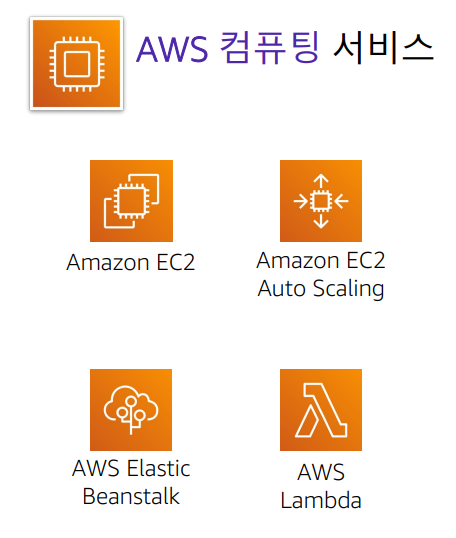 AWS 컴퓨팅 서비스
Amazon EC2
Amazon EC2
Auto Scaling
AWS Elastic
Beanstalk
AWS
Lambda